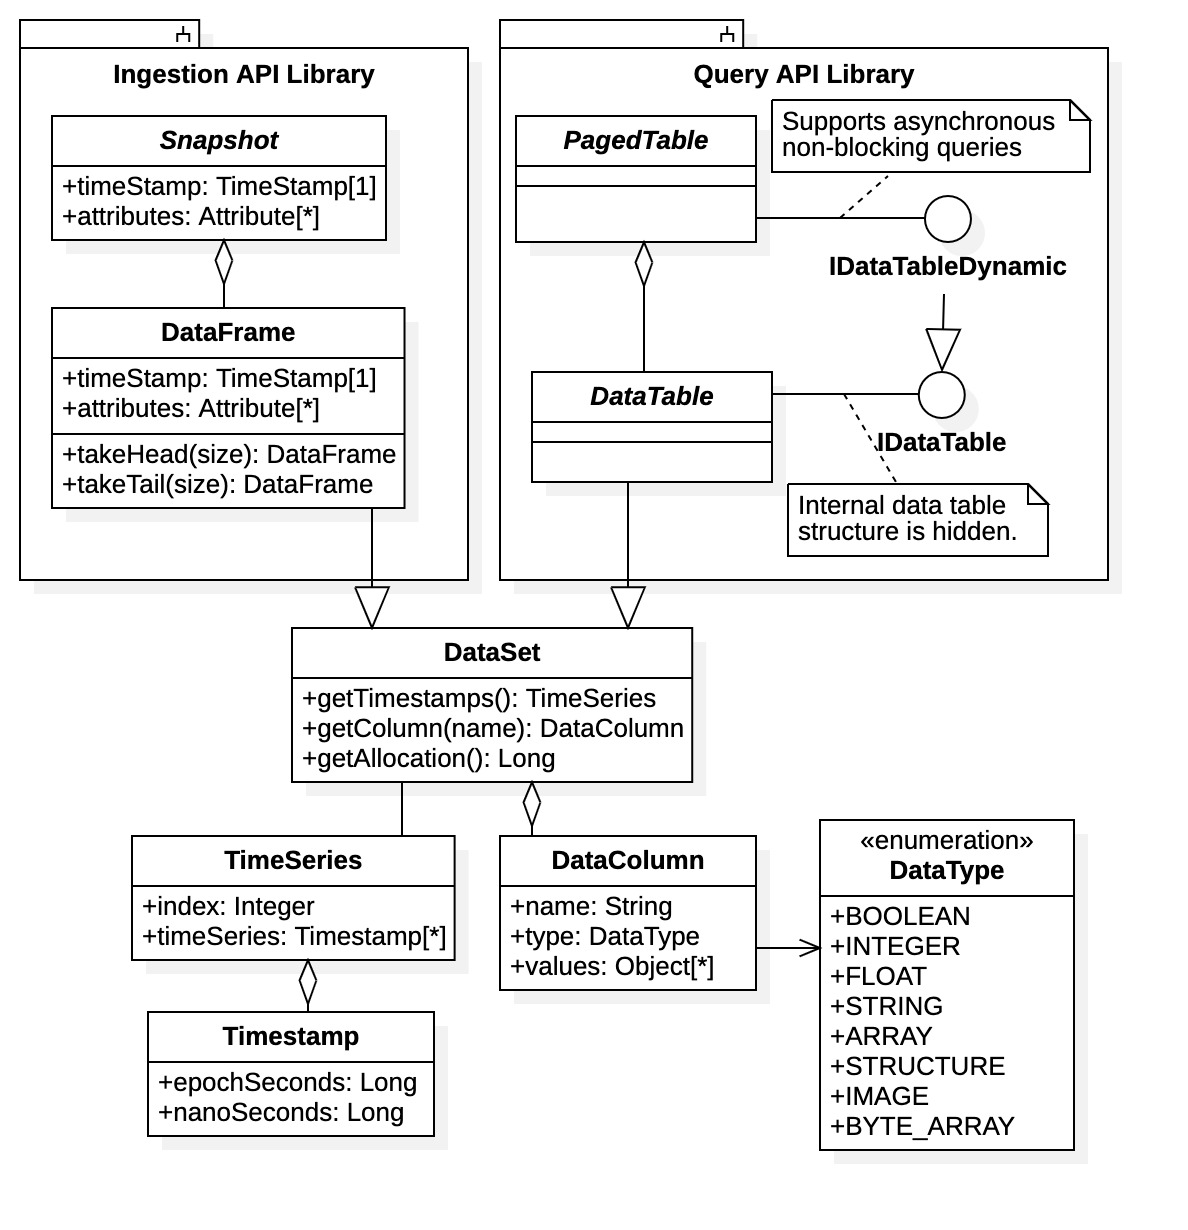 Ingestion API Library
Snapshot
+timeStamp: TimeStamp[1]
+attributes: Attribute[*]
DataFrame
+timeStamp: TimeStamp[1]
+attributes: Attribute[*]
+takeHead(size): DataFrame
+takeTail(size): DataFrame
Query API Library
PagedTable
Supports asynchronous
non-blocking queries
IDataTableDynamic
DataTable
IDataTable
Internal data table
structure is hidden.
DataSet
+getTimestamps(): TimeSeries
+getColumn(name): DataColumn
+getAllocation(): Long
TimeSeries
+index: Integer
+timeSeries: Timestamp[*]
Timestamp
+epochSeconds: Long
+nanoSeconds: Long
DataColumn
+name: String
+type: DataType
+values: Object[*]
«enumeration»
DataType
+BOOLEAN
+INTEGER
+FLOAT
+STRING
+ARRAY
+STRUCTURE
+IMAGE
+BYTE_ARRAY